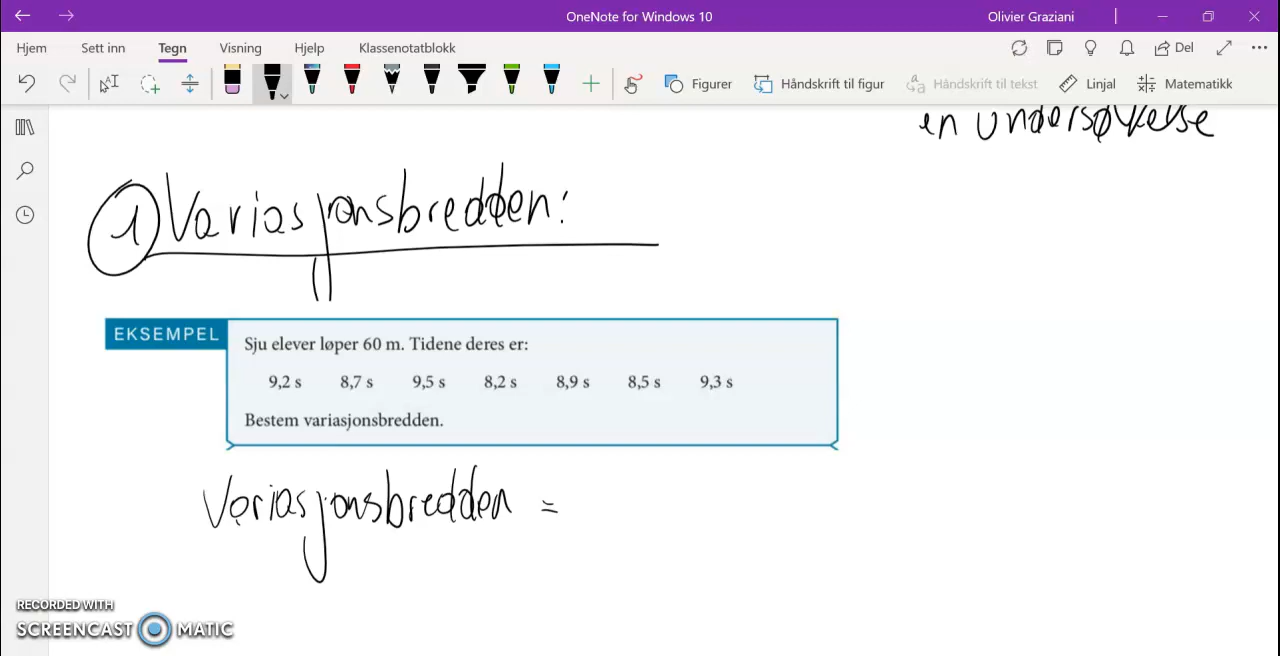 OneNote for Windows 10
Olivier Graziani
Hjem Sett inn Tegn Visning Hjelp Klassenotatblokk
Del
Figurer Håndskrift til figur Håndskrift til tekst Linjal Matematikk
en undersøkelse
1 Variasjonsbredden:
EKSEMPEL
Sju elever løper 60 m. Tidene deres er:
9,2 s 8,7 s 9,5 s 8,2 s 8,9 s 8,5 s 9,3 s
Bestem variasjonsbredden.
Variasjonsbredden =
RECORDED WITH
SCREENCAST MATIC